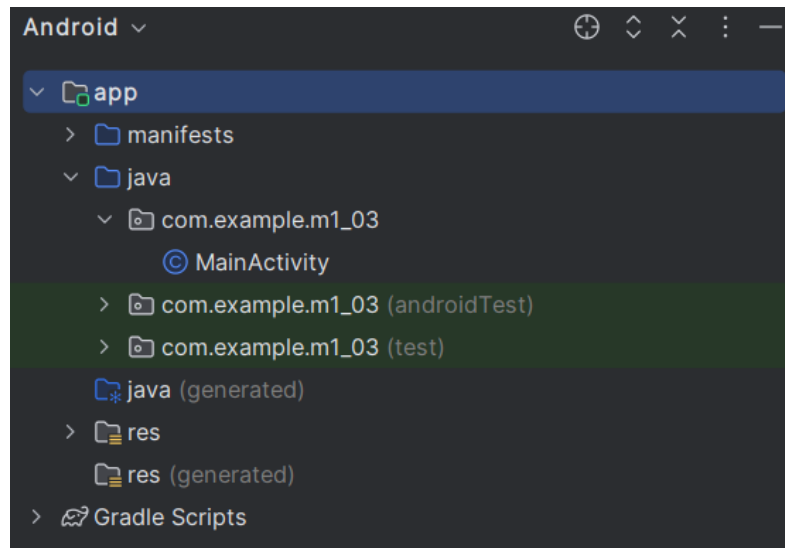 Android
app
manifests
java
com.example.m1_03
MainActivity
com.example.m1_03 (androidTest)
com.example.m1_03 (test)
java (generated)
res
res (generated)
Gradle Scripts